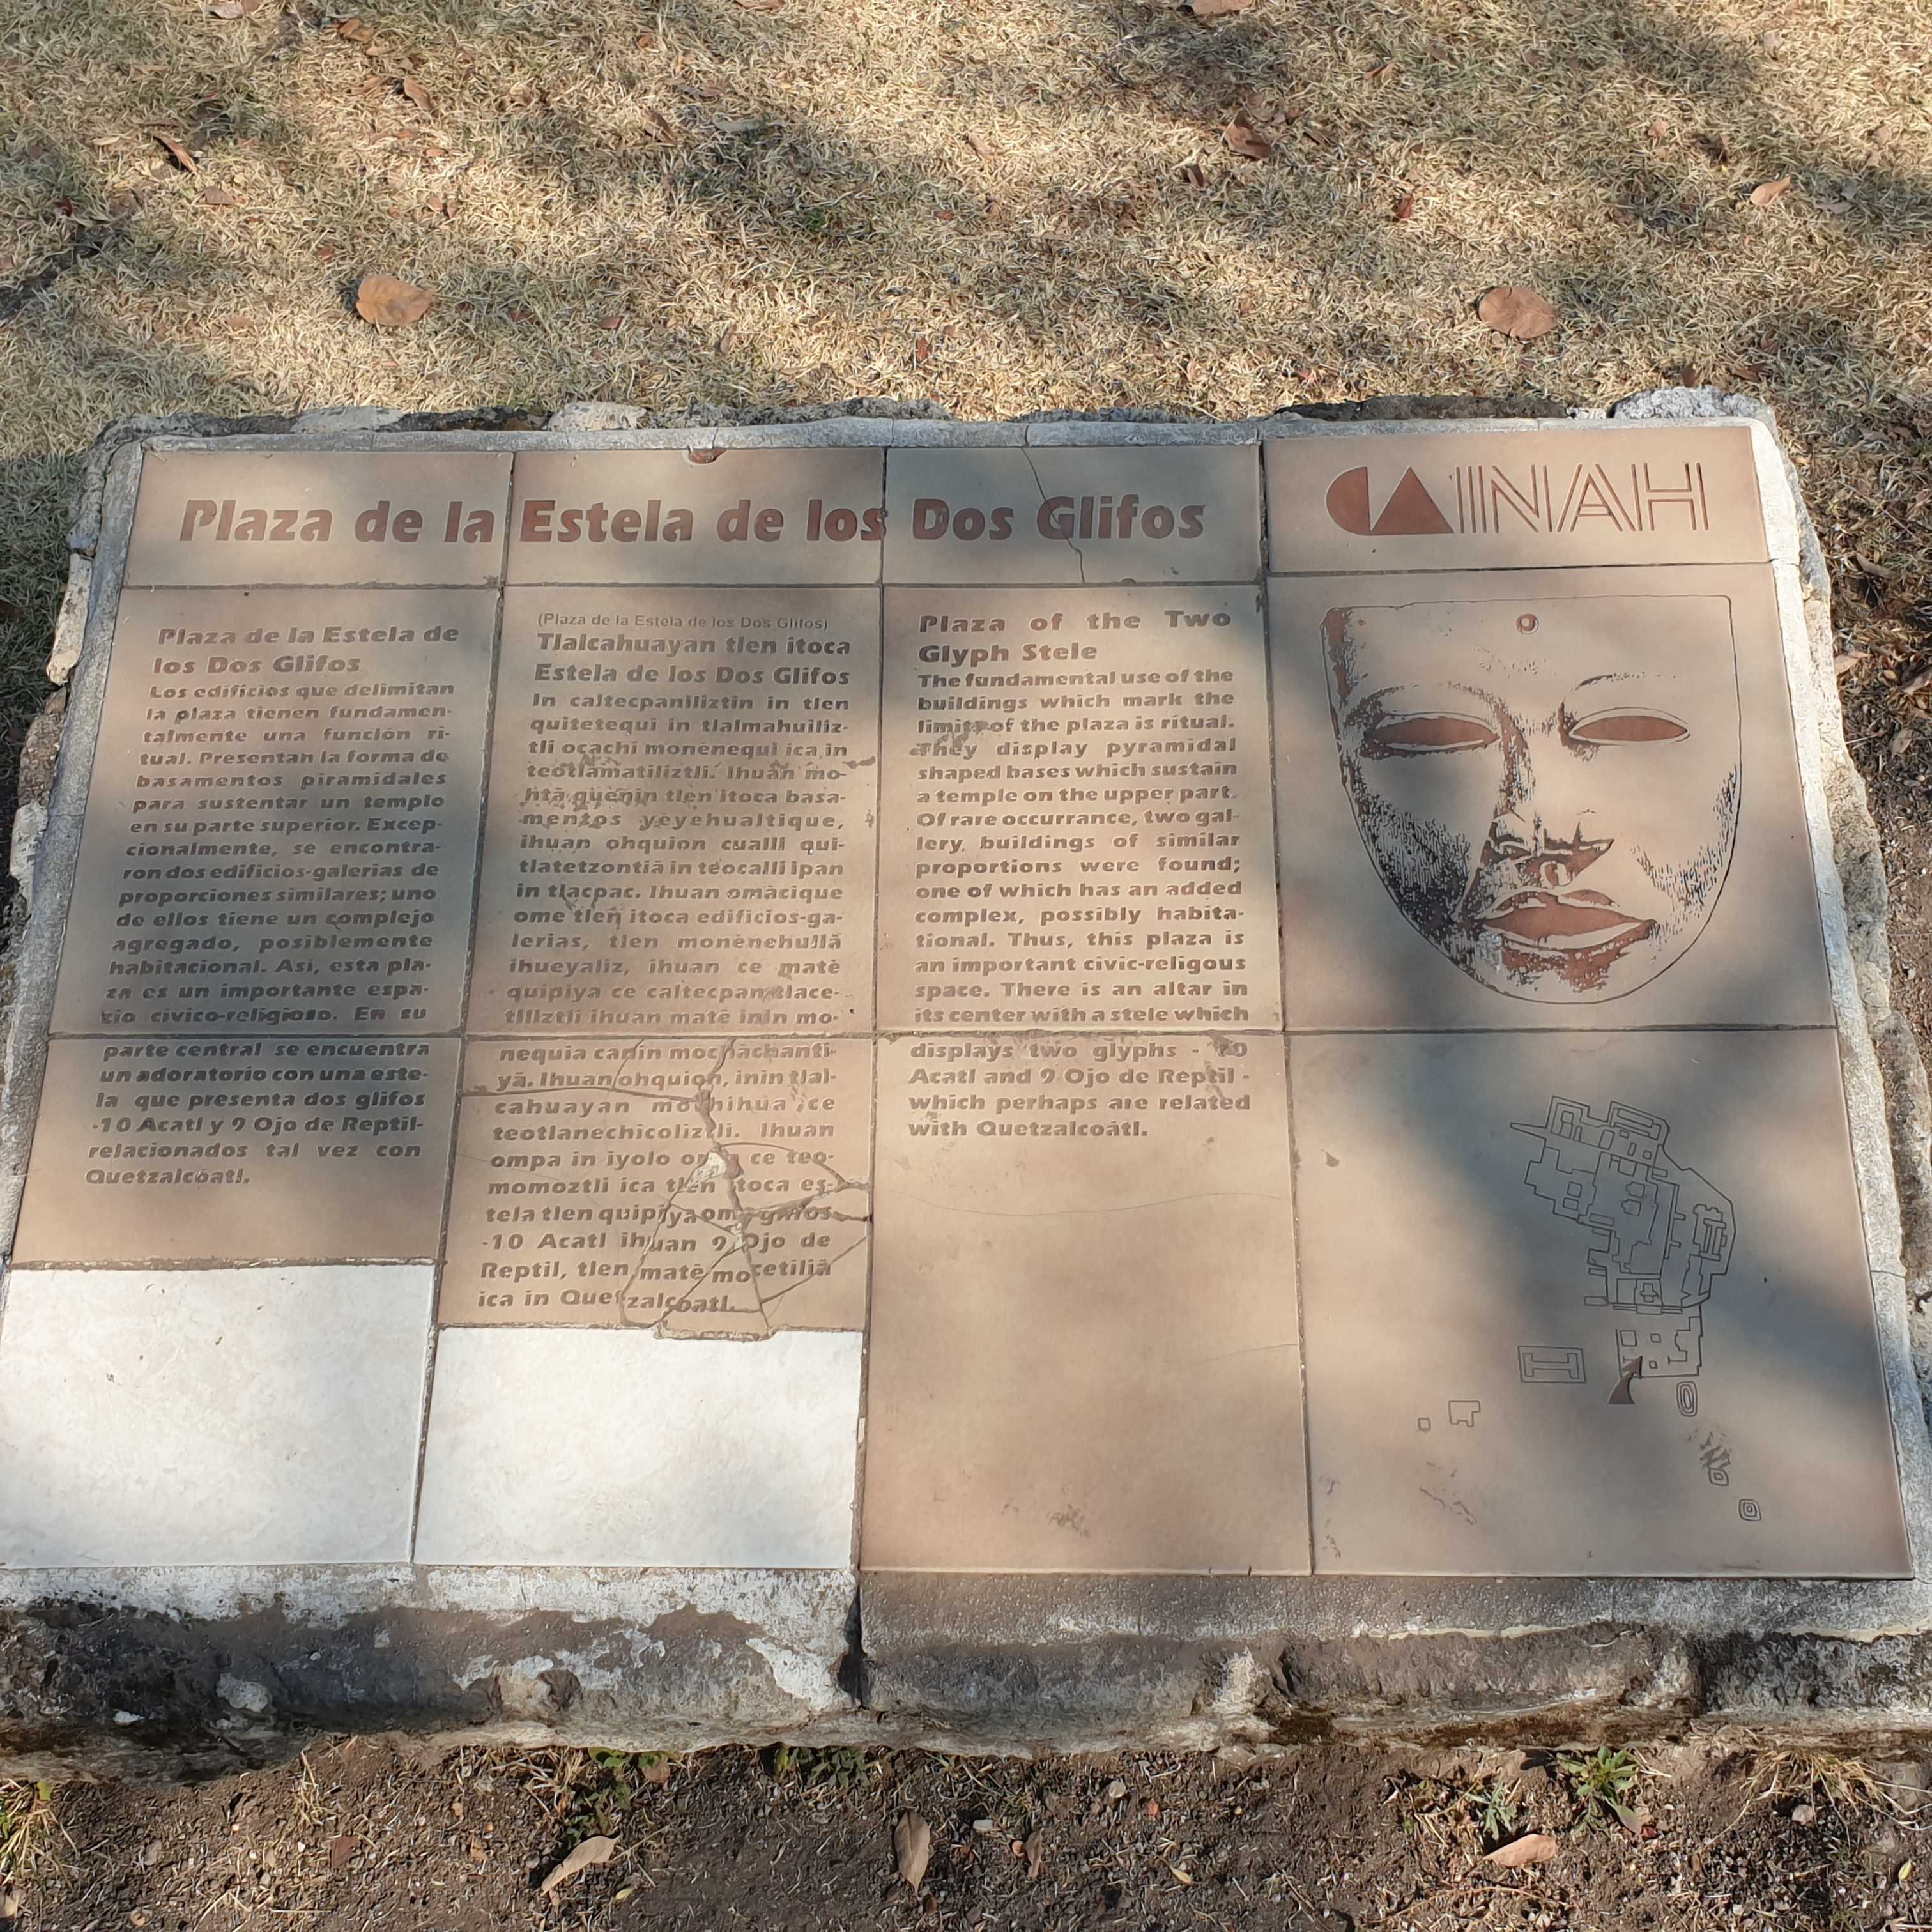 Plaza de la Estela de los Dos Glifos
CAINAH
Plaza de la Estela de
los Dos Glifos
Los edificios que delimitan
la plaza tienen fundamen-
talmente una función ri-
tual. Presentan la forma de
basamentos piramidales
para sustentar un templo
en su parte superior. Excep-
cionalmente, se encontra-
ron dos edificios-galerias de
proporciones similares; uno
de ellos tiene un complejo
agregado, posiblemente
habitacional. Así, esta pla-
za es un importante espa-
cio cívico-religioso. En su
parte central se encuentra
un adoratorio con una este-
la que presenta dos glifos
-10 Acatl y 9 Ojo de Reptil-
relacionados tal vez con
Quetzalcóatl.
(Plaza de la Estela de los Dos Glifos)
Tlalcahuayan tlen itoca
Estela de los Dos Glifos
In caltecpaniliztin in tlen
quitetequi in tlalmahuiliz-
tli ocachi monènequi ica in
teotlamatiliztli. Ihuan mo-
htā quenin tlen itoca basa-
mentos yeyehualtique,
ihuan ohquion cualli qui-
tlatetzontiā in teocalli ipan
in tlacpac. Ihuan omàcique
ome tlen itoca edificios-ga-
lerias, tlen monènehuīlā
ihueyaliz, ihuan ce matè
quipiya ce caltecpan tlace-
tiliztli ihuan matè inin mo-
nequia canin mochàchanti-
yā. Ihuan ohquion, inin tlal-
cahuayan mochihua ce
teotlanechicoliztli. Ihuan
ompa in iyolo ce teo-
momoztli ica tlen itoca es-
tela tlen quipiya ome glifos
-10 Acatl ihuan 9 Ojo de
Reptil, tlen matè mocetiliā
ica in Quetzalcoatl.
Plaza of the Two
Glyph Stele
The fundamental use of the
buildings which mark the
limits of the plaza is ritual.
They display pyramidal
shaped bases which sustain
a temple on the upper part.
Of rare occurrance, two gal-
lery buildings of similar
proportions were found;
one of which has an added
complex, possibly habita-
tional. Thus, this plaza is
an important civic-religous
space. There is an altar in
its center with a stele which
displays two glyphs - 10
Acatl and 9 Ojo de Reptil -
which perhaps are related
with Quetzalcoátl.